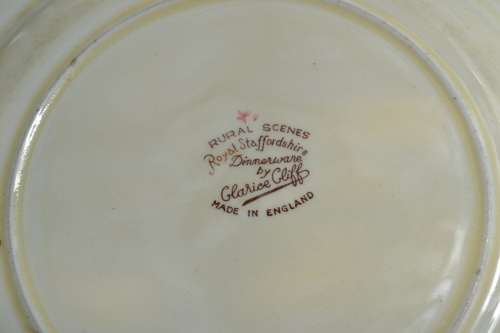 RURAL SCENES
Royal Staffordshire
Dinnerware
by
Clarice Cliff
MADE IN ENGLAND